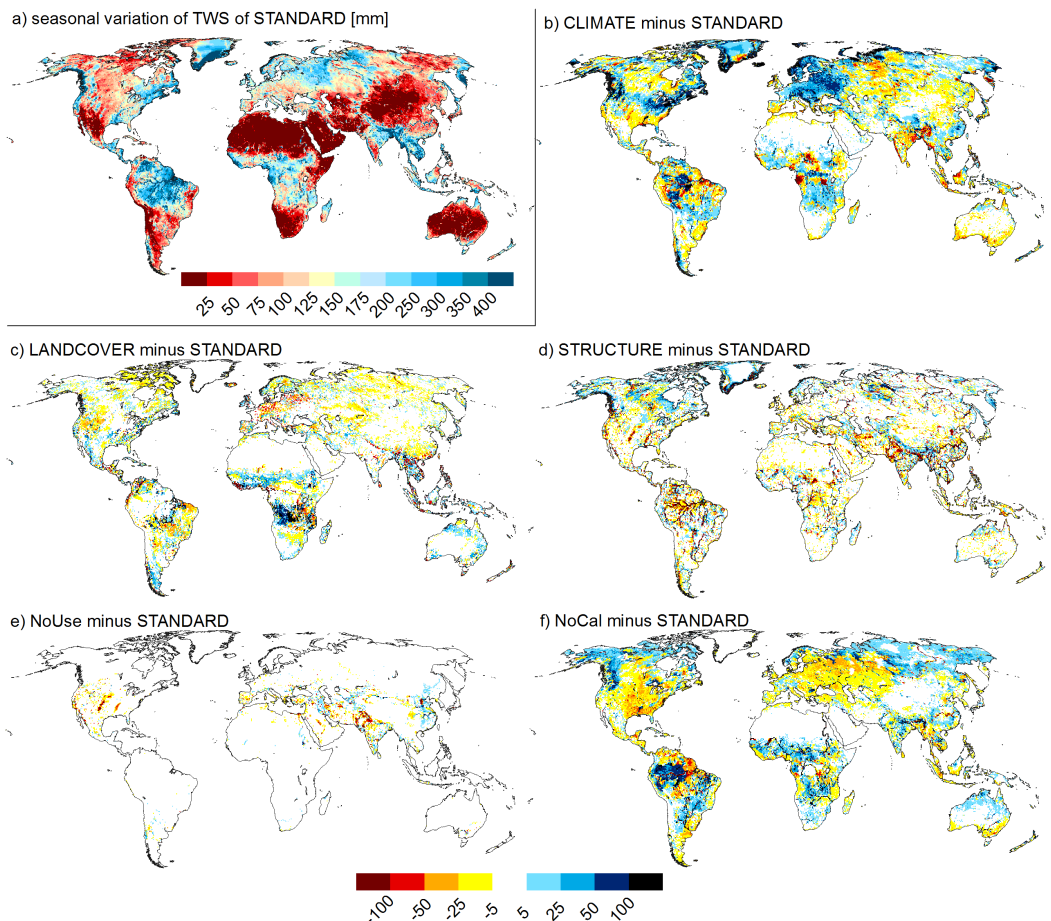 a) seasonal variation of TWS of STANDARD [mm]
b) CLIMATE minus STANDARD
25 50 75 100 125 150 175 200 250 300 350 400
c) LANDCOVER minus STANDARD
d) STRUCTURE minus STANDARD
e) NoUse minus STANDARD
f) NoCal minus STANDARD
-100 -50 -25 -5 5 25 50 100